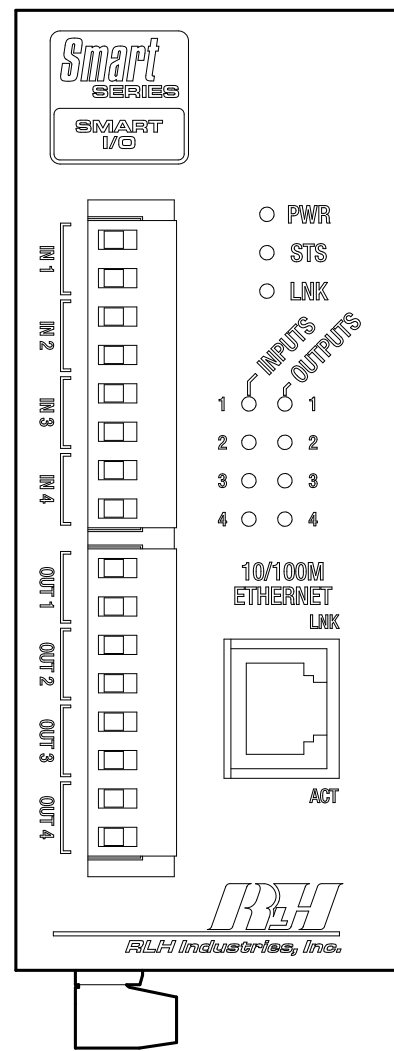 Smart
SERIES
SMART
I/O
PWR
STS
LNK
INPUTS
OUTPUTS
1 1
2 2
3 3
4 4
IN 1
IN 2
IN 3
IN 4
OUT 1
OUT 2
OUT 3
OUT 4
10/100M
ETHERNET
LNK
ACT
RLH
RLH Industries, Inc.